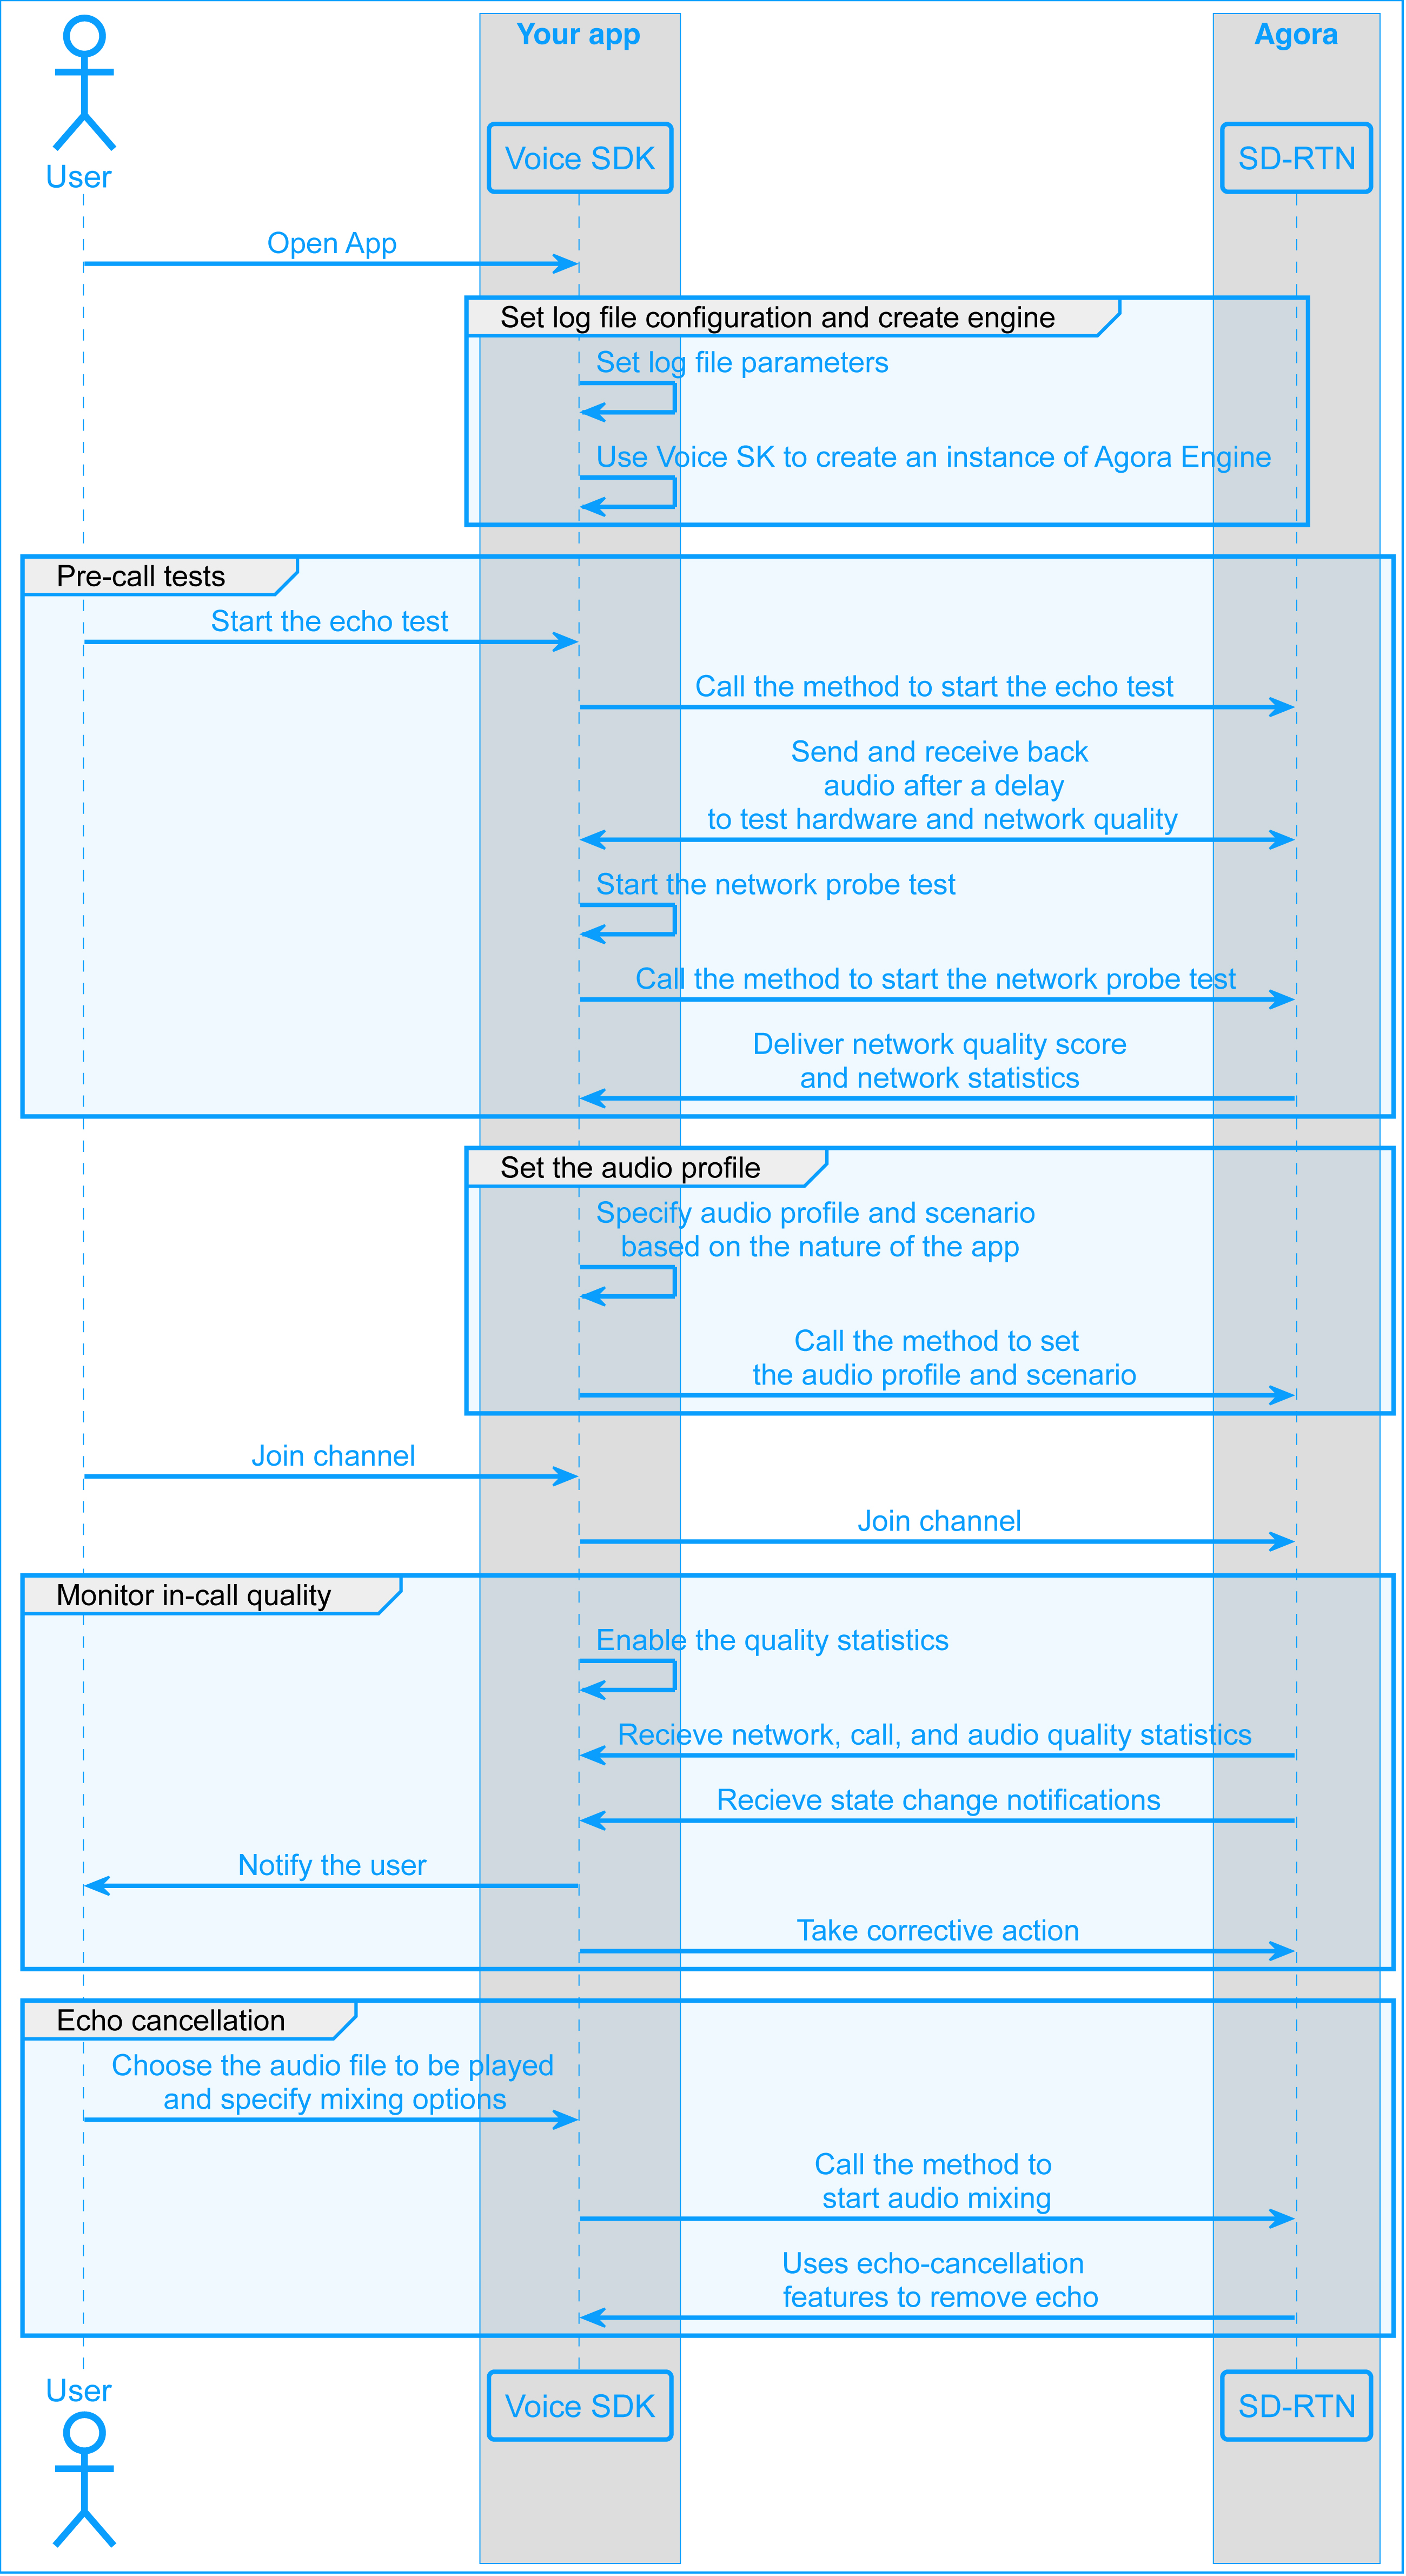 Your app
Agora
User
Voice SDK
SD-RTN
Open App
Set log file configuration and create engine
Set log file parameters
Use Voice SK to create an instance of Agora Engine
Pre-call tests
Start the echo test
Call the method to start the echo test
Send and receive back
audio after a delay
to test hardware and network quality
Start the network probe test
Call the method to start the network probe test
Deliver network quality score
and network statistics
Set the audio profile
Specify audio profile and scenario
based on the nature of the app
Call the method to set
the audio profile and scenario
Join channel
Join channel
Monitor in-call quality
Enable the quality statistics
Recieve network, call, and audio quality statistics
Recieve state change notifications
Notify the user
Take corrective action
Echo cancellation
Choose the audio file to be played
and specify mixing options
Call the method to
start audio mixing
Uses echo-cancellation
features to remove echo
User
Voice SDK
SD-RTN